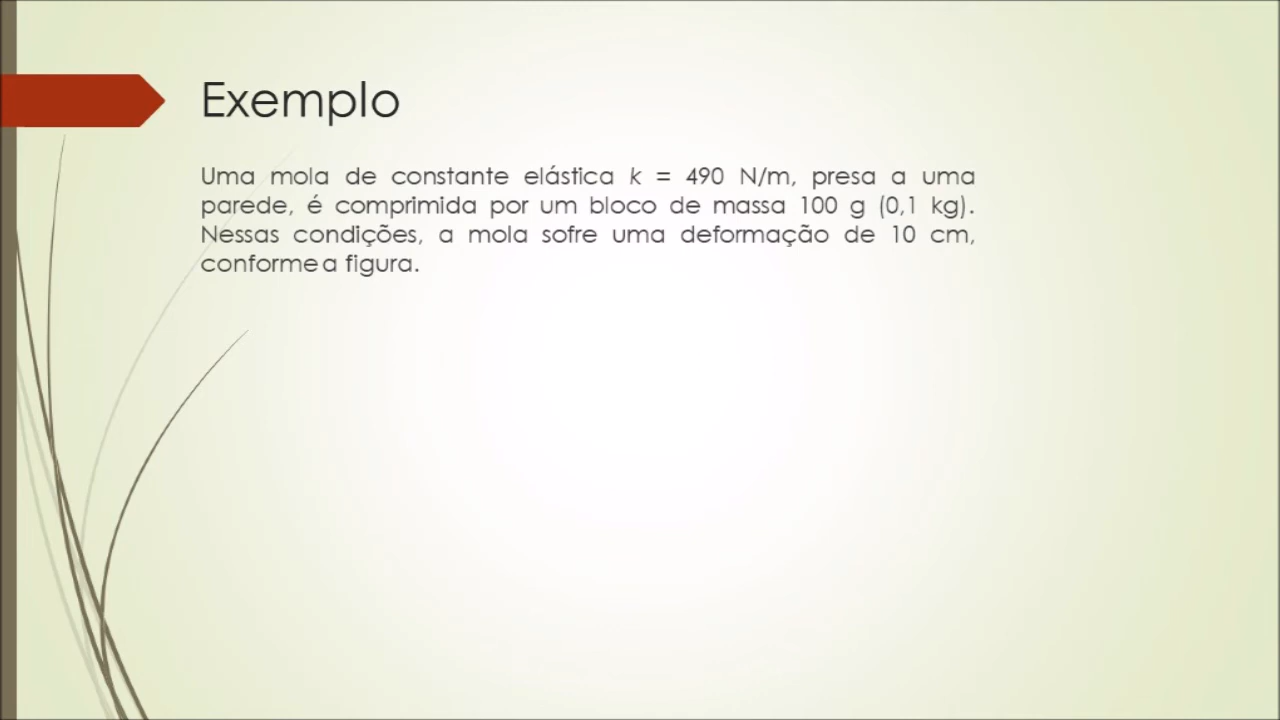 Exemplo
Uma mola de constante elástica k = 490 N/m, presa a uma
parede, é comprimida por um bloco de massa 100 g (0,1 kg).
Nessas condições, a mola sofre uma deformação de 10 cm,
conforme a figura.